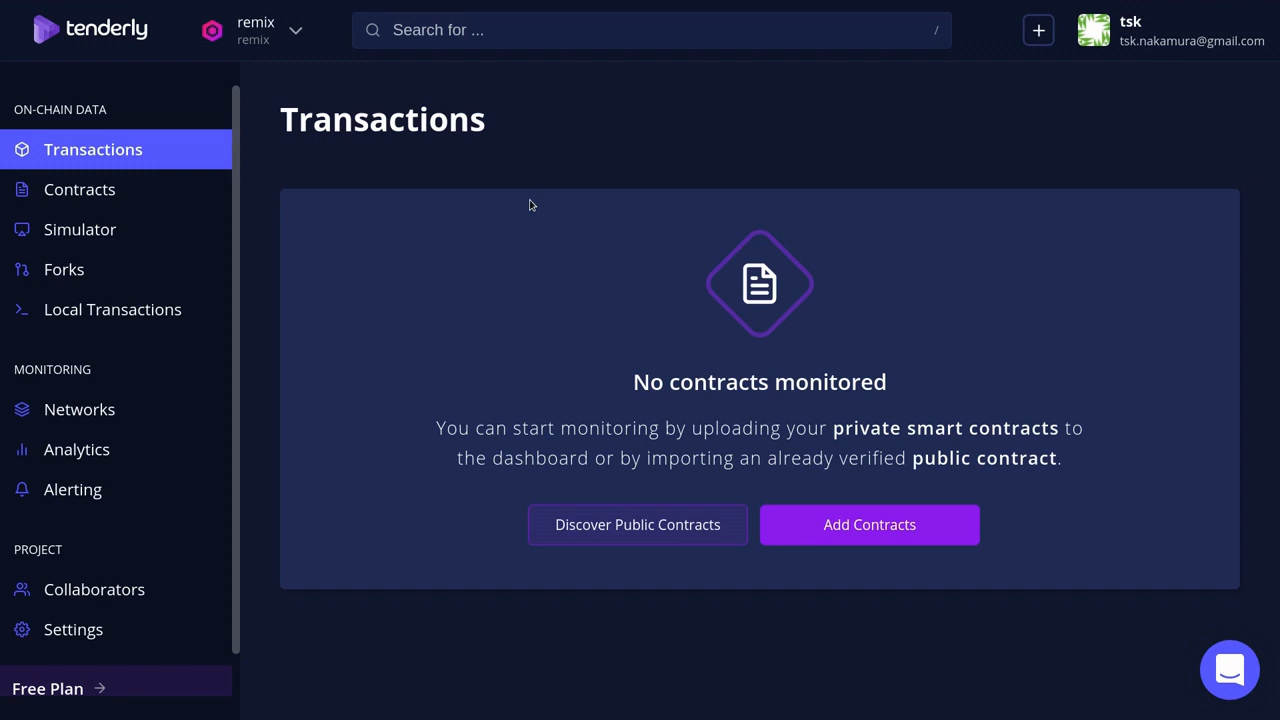 tenderly
remix
remix
Search for ...
/
tsk
tsk.nakamura@gmail.com
ON-CHAIN DATA
Transactions
Contracts
Simulator
Forks
Local Transactions
MONITORING
Networks
Analytics
Alerting
PROJECT
Collaborators
Settings
Free Plan
Transactions
No contracts monitored
You can start monitoring by uploading your private smart contracts to
the dashboard or by importing an already verified public contract.
Discover Public Contracts
Add Contracts